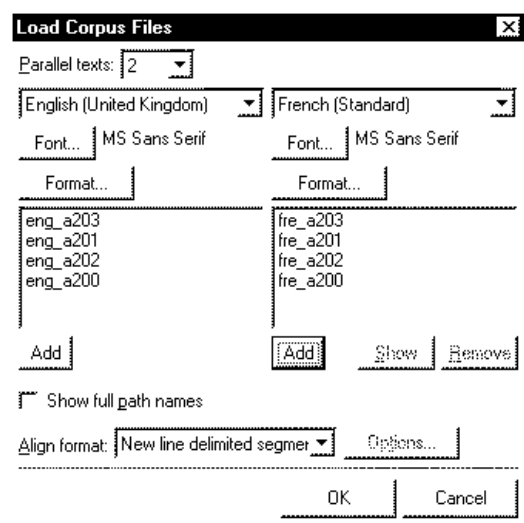 Load Corpus Files
Parallel texts: 2
English (United Kingdom) French (Standard)
Font... MS Sans Serif Font... MS Sans Serif
Format... Format...
eng_a203 fre_a203
eng_a201 fre_a201
eng_a202 fre_a202
eng_a200 fre_a200
Add Add Show Remove
Show full path names
Align format: New line delimited segmer Options...
OK Cancel